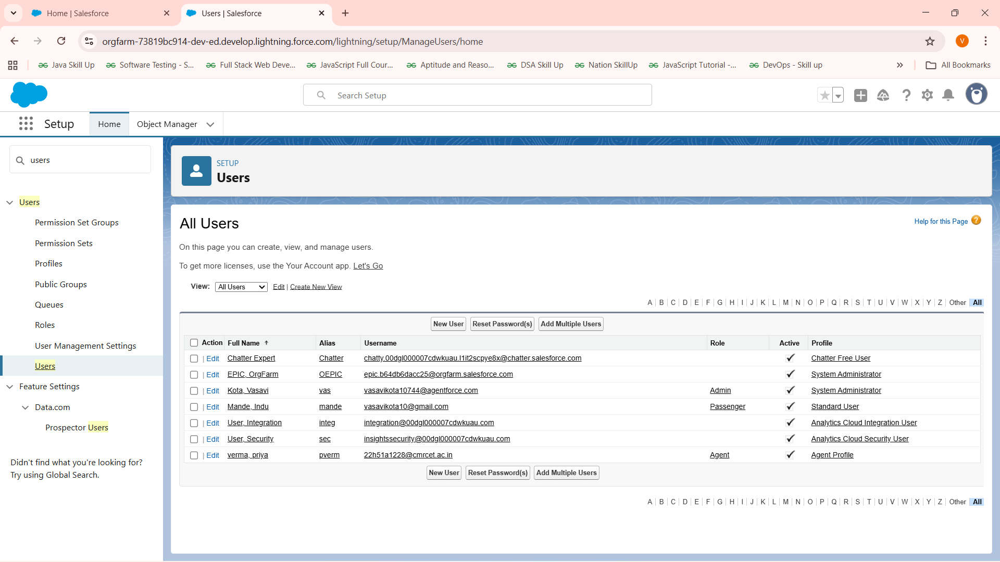 Home | Salesforce
Users | Salesforce
orgfarm-73819bc914-dev-ed.develop.lightning.force.com/lightning/setup/ManageUsers/home
V
Java Skill Up
Software Testing - S...
Full Stack Web Deve...
JavaScript Full Cour...
Aptitude and Reaso...
DSA Skill Up
Nation SkillUp
JavaScript Tutorial -...
DevOps - Skill up
All Bookmarks
Search Setup
Setup
Home
Object Manager
users
Users
Permission Set Groups
Permission Sets
Profiles
Public Groups
Queues
Roles
User Management Settings
Users
Feature Settings
Data.com
Prospector Users
Didn't find what you're looking for?
Try using Global Search.
SETUP
Users
All Users
Help for this Page ?
On this page you can create, view, and manage users.
To get more licenses, use the Your Account app. Let's Go
View: All Users Edit | Create New View
A | B | C | D | E | F | G | H | I | J | K | L | M | N | O | P | Q | R | S | T | U | V | W | X | Y | Z | Other | All
New User Reset Password(s) Add Multiple Users
Action Full Name ↑ Alias Username Role Active Profile
| Edit Chatter Expert Chatter chatty.00dgl000007cdwkuau.l1it2scpye8x@chatter.salesforce.com ✓ Chatter Free User
| Edit EPIC, OrgFarm OEPIC epic.b64db6dacc25@orgfarm.salesforce.com ✓ System Administrator
| Edit Kota, Vasavi vas vasavikota10744@agentforce.com Admin ✓ System Administrator
| Edit Mande, Indu mande vasavikota10@gmail.com Passenger ✓ Standard User
| Edit User, Integration integ integration@00dgl000007cdwkuau.com ✓ Analytics Cloud Integration User
| Edit User, Security sec insightssecurity@00dgl000007cdwkuau.com ✓ Analytics Cloud Security User
| Edit verma, priya pverm 22h51a1228@cmrcet.ac.in Agent ✓ Agent Profile
New User Reset Password(s) Add Multiple Users
A | B | C | D | E | F | G | H | I | J | K | L | M | N | O | P | Q | R | S | T | U | V | W | X | Y | Z | Other | All